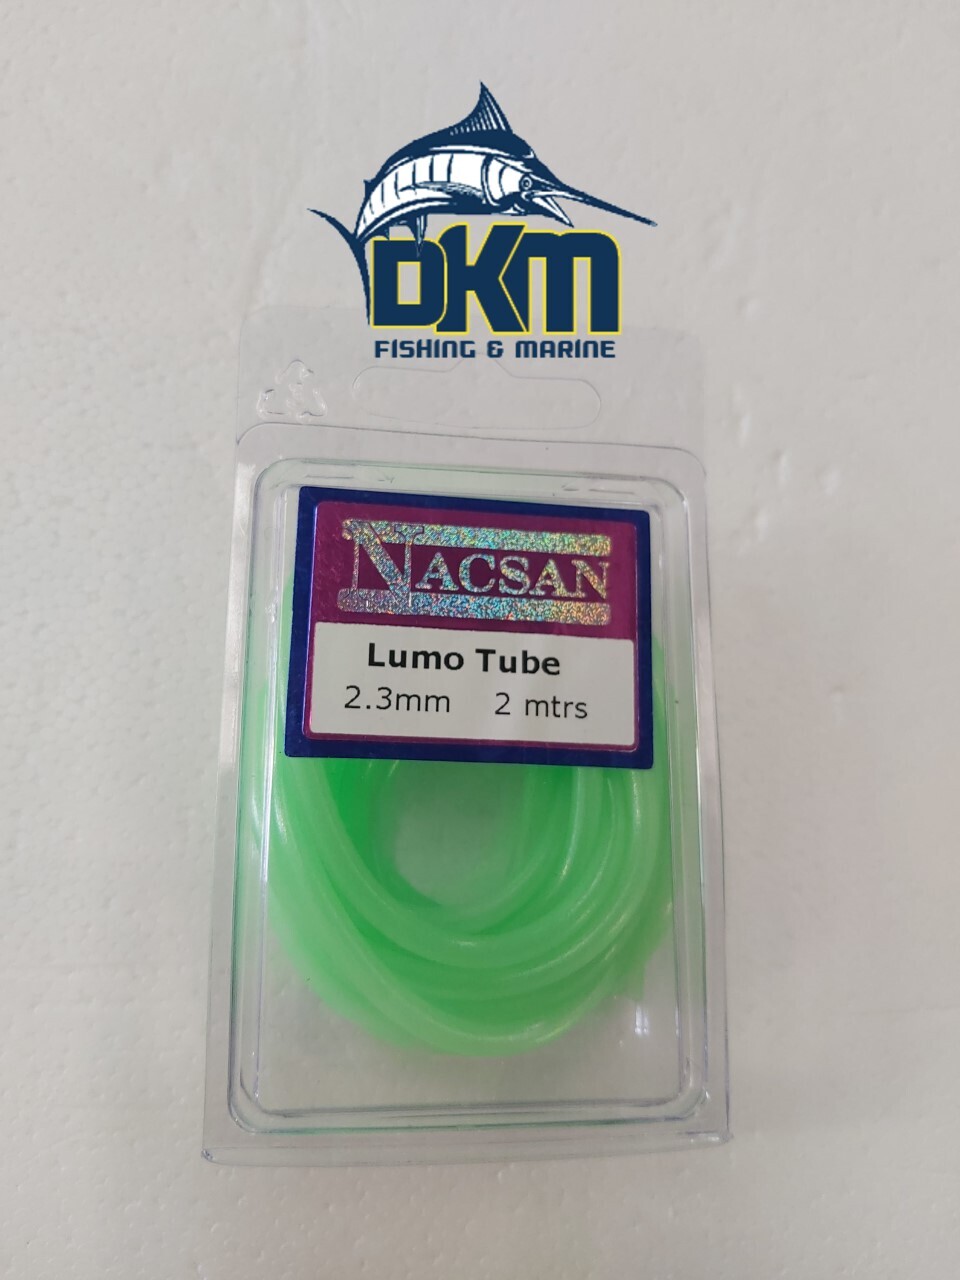 DKM
FISHING & MARINE
NACSAN
Lumo Tube
2.3mm 2 mtrs